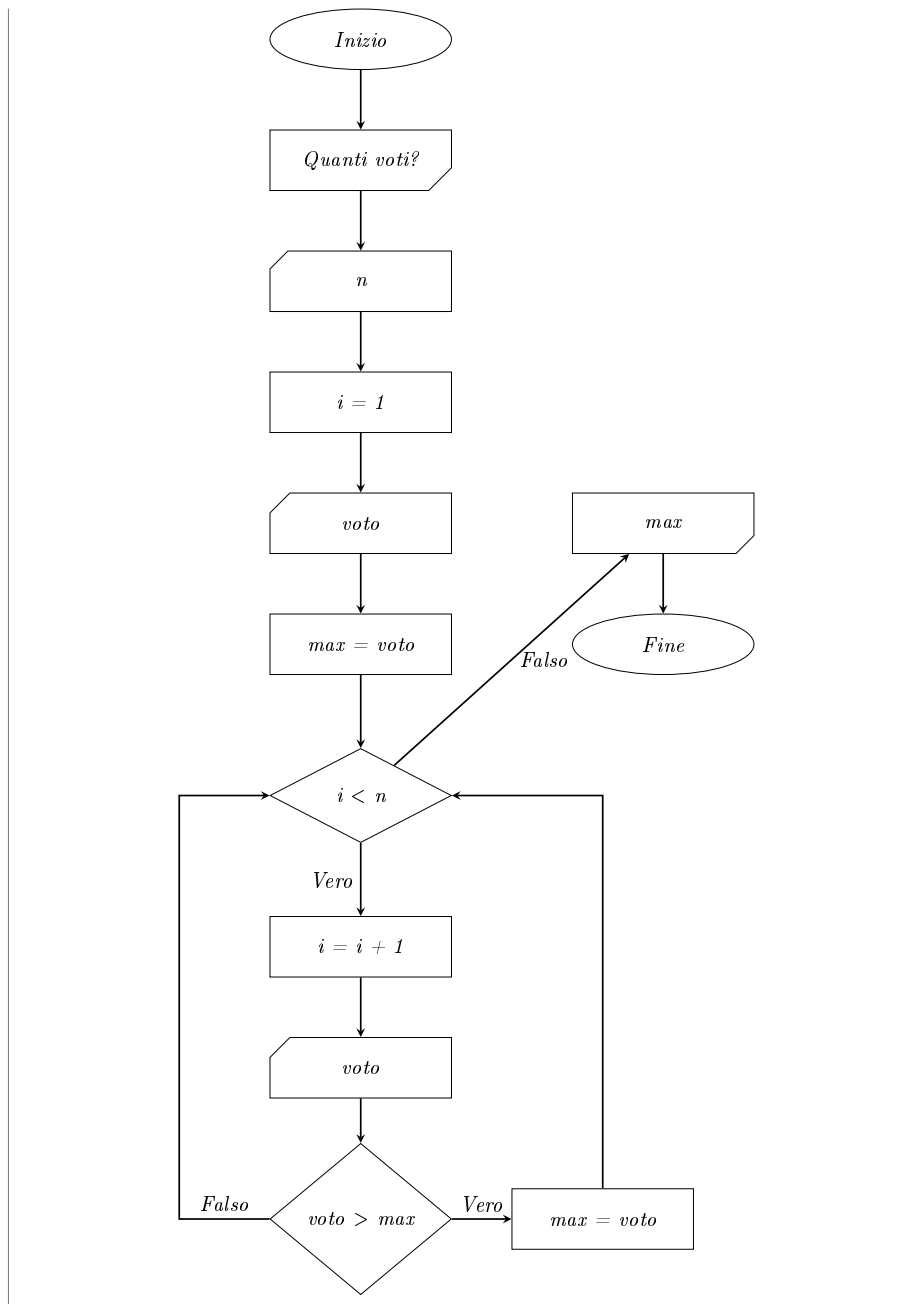 Inizio
Quanti voti?
n
i = 1
voto
max
max = voto
Fine
Falso
i < n
Vero
i = i + 1
voto
Falso
voto > max
Vero
max = voto